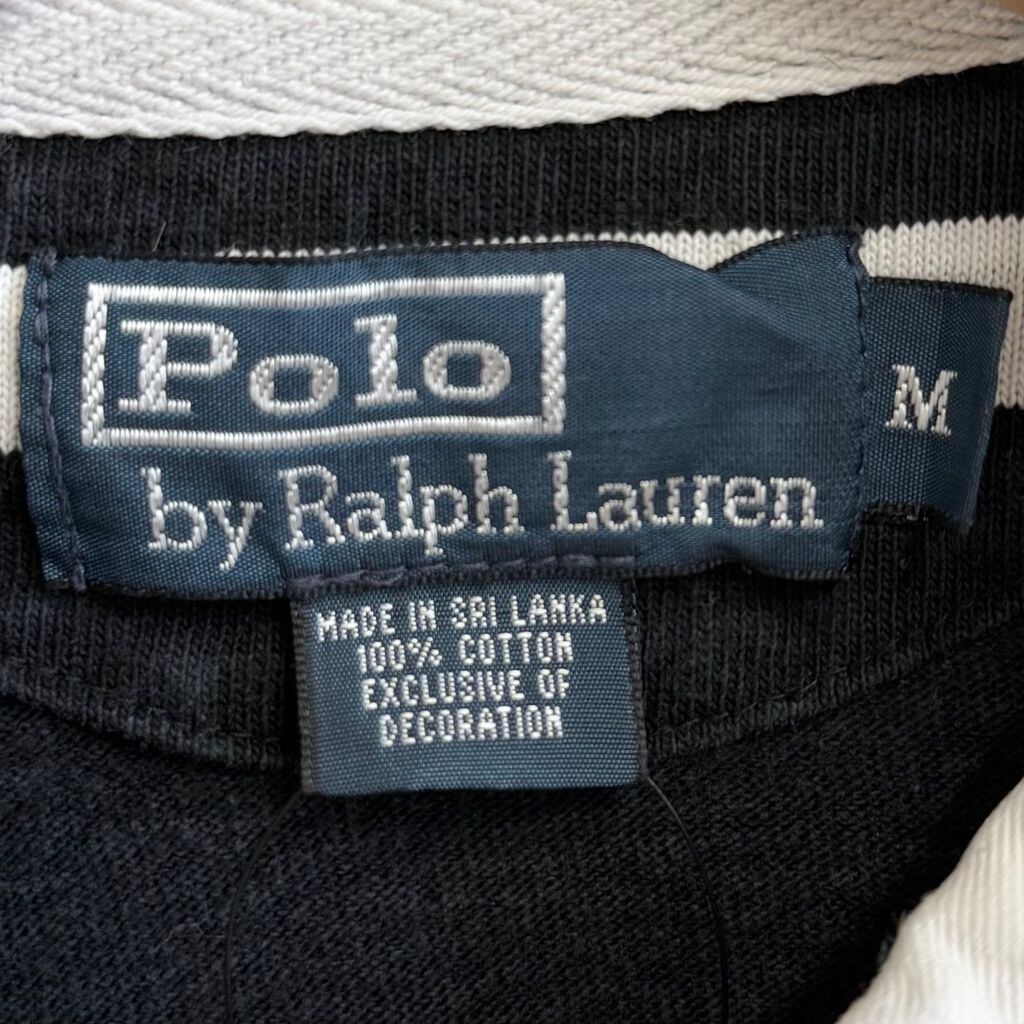 Polo
by Ralph Lauren
M
MADE IN SRI LANKA
100% COTTON
EXCLUSIVE OF
DECORATION